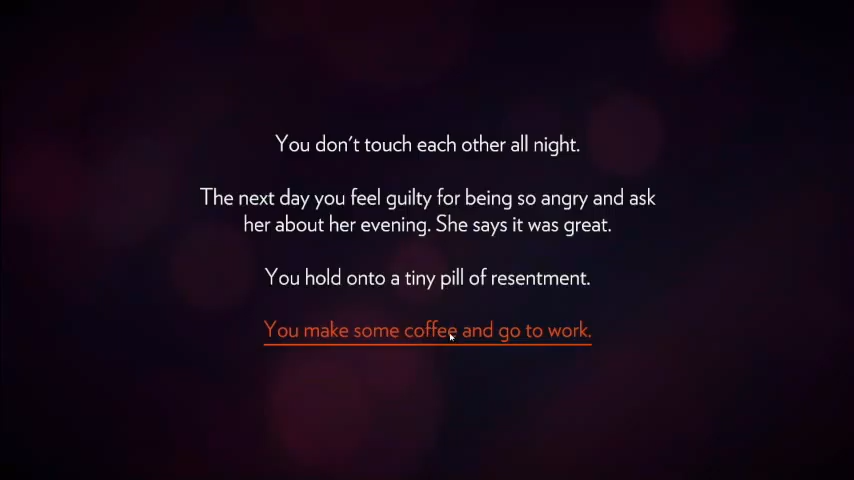 You don't touch each other all night.
The next day you feel guilty for being so angry and ask
her about her evening. She says it was great.
You hold onto a tiny pill of resentment.
You make some coffee and go to work.